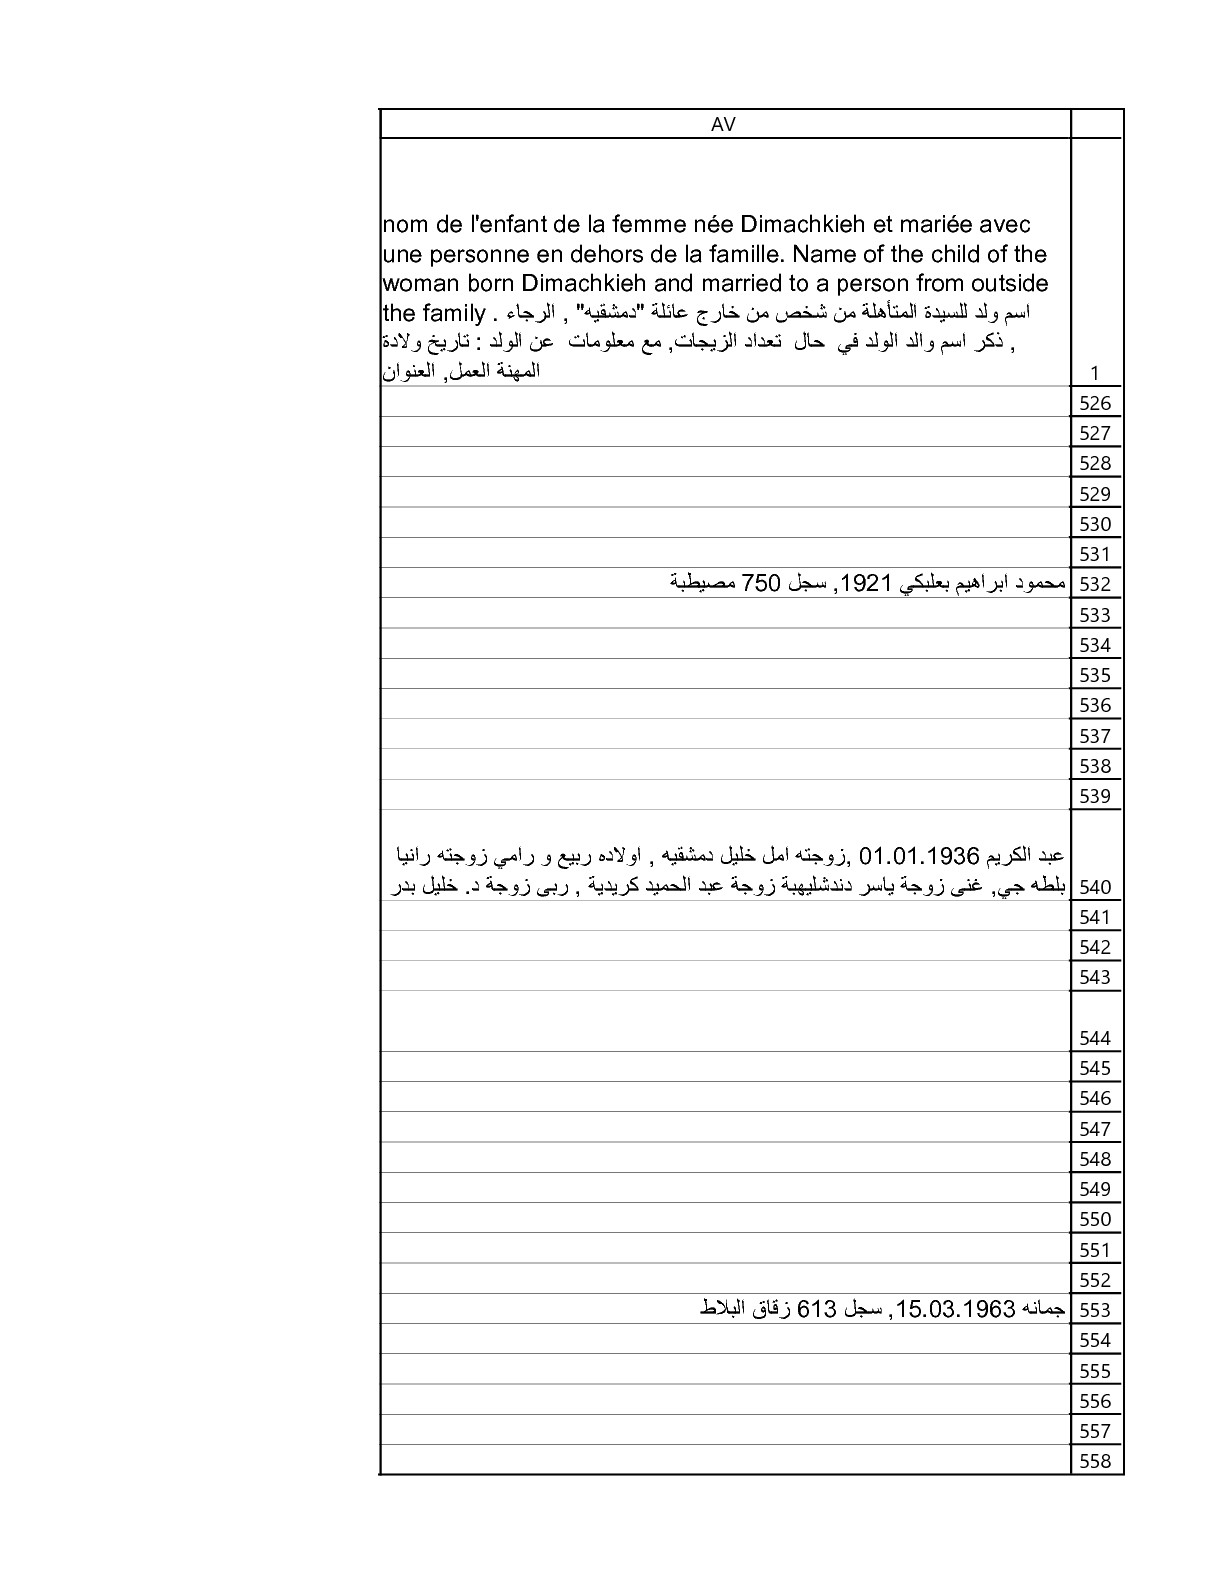 AV
nom de l'enfant de la femme née Dimachkieh et mariée avec
une personne en dehors de la famille. Name of the child of the
woman born Dimachkieh and married to a person from outside
the family . اسم ولد للسيدة المتأهلة من شخص من خارج عائلة "دمشقيه" , الرجاء
ذكر اسم والد الولد في حال تعداد الزيجات, مع معلومات عن الولد : تاريخ ولادة ,
المهنة العمل, العنوان
1
526
527
528
529
530
531
محمود ابراهيم بعلبكي 1921, سجل 750 مصيطبة 532
533
534
535
536
537
538
539
عبد الكريم 01.01.1936 ,زوجته امل خليل دمشقيه , اولاده ربيع و رامي زوجته رانيا
بلطه جي, غنى زوجة ياسر دندشليهبة زوجة عبد الحميد كريدية , ربى زوجة د. خليل بدر 540
541
542
543
544
545
546
547
548
549
550
551
552
جمانه 15.03.1963, سجل 613 زقاق البلاط 553
554
555
556
557
558